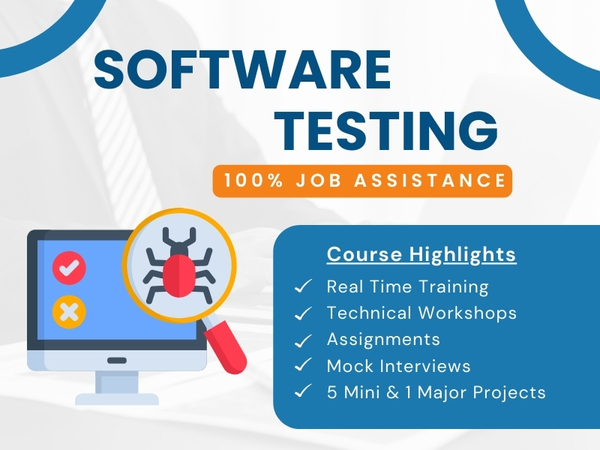 SOFTWARE
TESTING
100% JOB ASSISTANCE
Course Highlights
Real Time Training
Technical Workshops
Assignments
Mock Interviews
5 Mini & 1 Major Projects